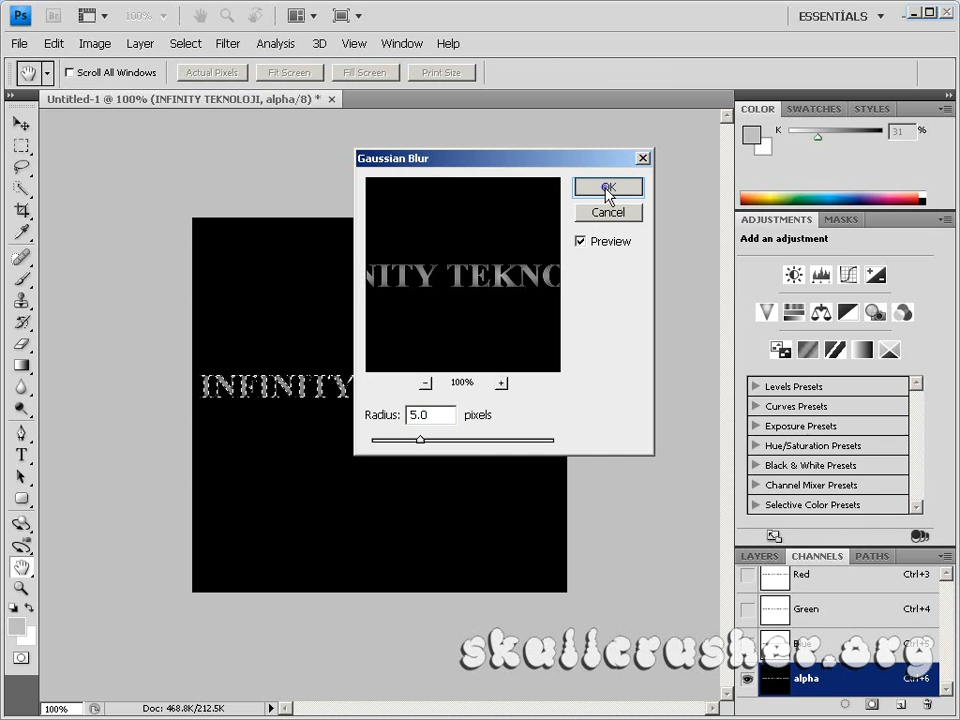 Ps Br 100% ESSENTİALS
File Edit Image Layer Select Filter Analysis 3D View Window Help
Scroll All Windows Actual Pixels Fit Screen Fill Screen Print Size
Untitled-1 @ 100% (INFINITY TEKNOLOJI, alpha/8) *
COLOR SWATCHES STYLES
K 31 %
Gaussian Blur
OK
Cancel
Preview
NITY TEKNO
100%
Radius: 5.0 pixels
INFINITY
ADJUSTMENTS MASKS
Add an adjustment
Levels Presets
Curves Presets
Exposure Presets
Hue/Saturation Presets
Black & White Presets
Channel Mixer Presets
Selective Color Presets
LAYERS CHANNELS PATHS
Red Ctrl+3
Green Ctrl+4
Blue Ctrl+5
alpha Ctrl+6
skullcrusher.org
100% Doc: 468.8K/212.5K